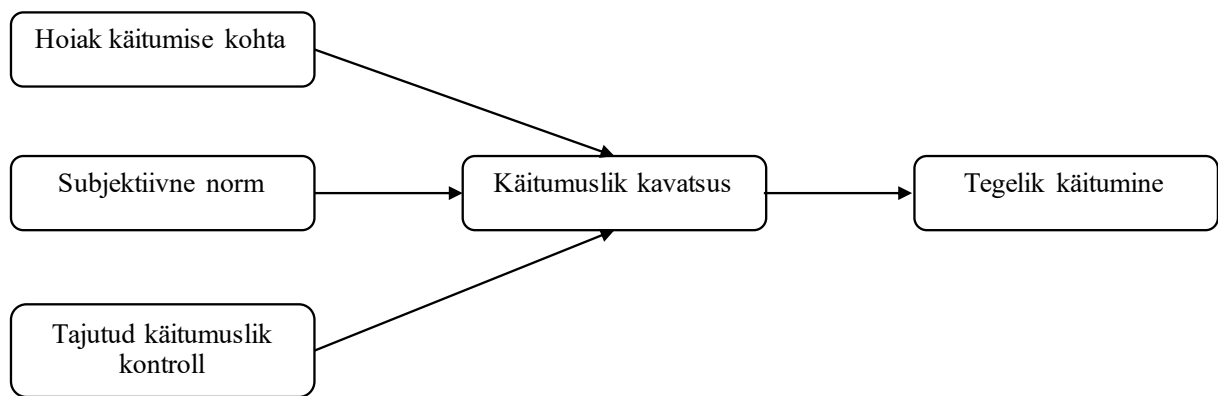 Hoiak käitumise kohta
Subjektiivne norm
Käitumuslik kavatsus
Tegelik käitumine
Tajutud käitumuslik
kontroll